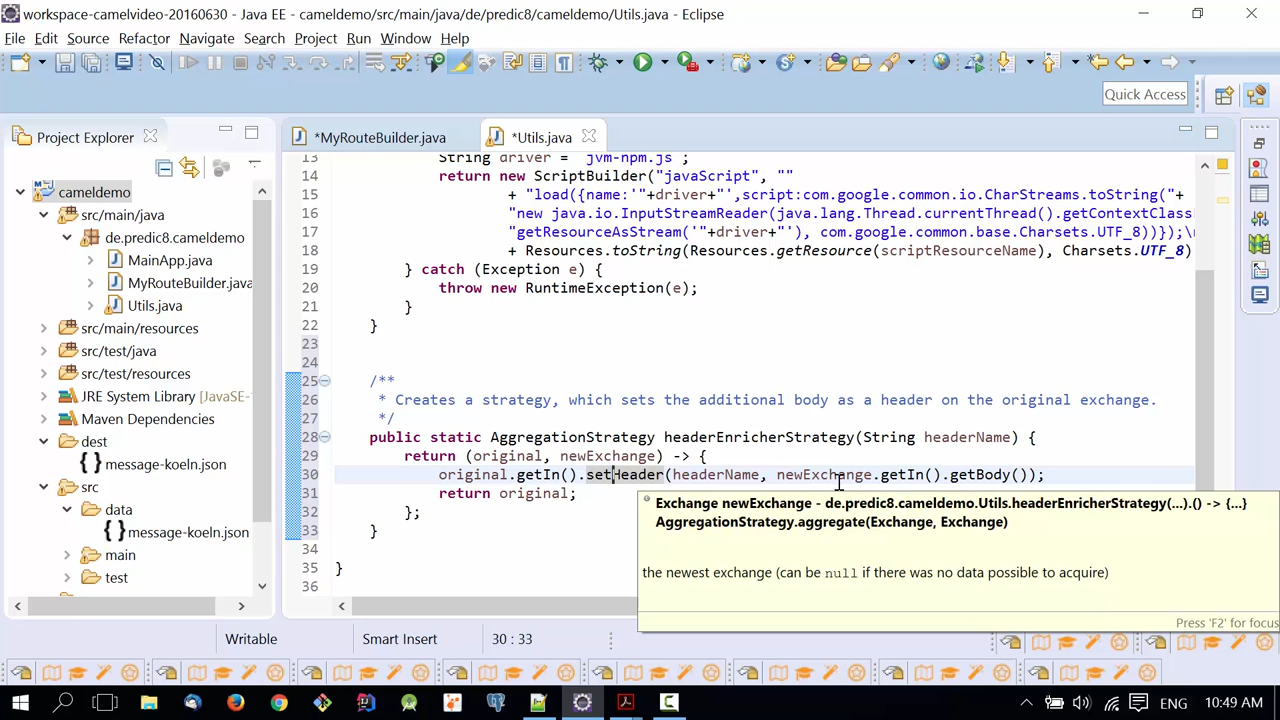 workspace-camelvideo-20160630 - Java EE - cameldemo/src/main/java/de/predic8/cameldemo/Utils.java - Eclipse
File Edit Source Refactor Navigate Search Project Run Window Help
Quick Access
Project Explorer
*MyRouteBuilder.java
*Utils.java
cameldemo
src/main/java
de.predic8.cameldemo
MainApp.java
MyRouteBuilder.java
Utils.java
src/main/resources
src/test/java
src/test/resources
JRE System Library [JavaSE-
Maven Dependencies
dest
message-koeln.json
src
data
message-koeln.json
main
test
13 String driver = "jvm-npm.js";
14 return new ScriptBuilder("javaScript", ""
15 + "load({name:'"+driver+"',script:com.google.common.io.CharStreams.toString("+
16 "new java.io.InputStreamReader(java.lang.Thread.currentThread().getContextClass
17 "getResourceAsStream('"+driver+"'), com.google.common.base.Charsets.UTF_8))});\
18 + Resources.toString(Resources.getResource(scriptResourceName), Charsets.UTF_8)
19 } catch (Exception e) {
20 throw new RuntimeException(e);
21 }
22 }
23
24
25 /**
26 * Creates a strategy, which sets the additional body as a header on the original exchange.
27 */
28 public static AggregationStrategy headerEnricherStrategy(String headerName) {
29 return (original, newExchange) -> {
30 original.getIn().setHeader(headerName, newExchange.getIn().getBody());
31 return original;
32 };
33 }
34
35 }
36
Exchange newExchange - de.predic8.cameldemo.Utils.headerEnricherStrategy(...).() -> {...}
AggregationStrategy.aggregate(Exchange, Exchange)
the newest exchange (can be null if there was no data possible to acquire)
Press 'F2' for focus
Writable
Smart Insert
30 : 33
ENG
10:49 AM